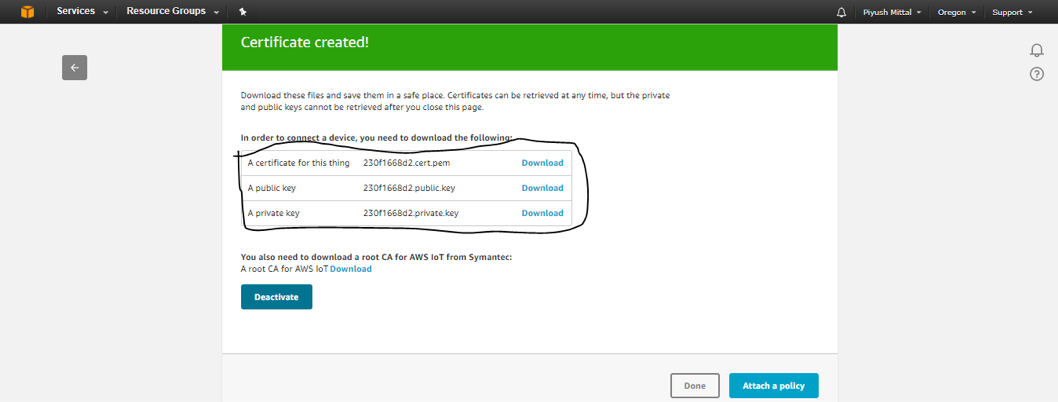 Services Resource Groups Piyush Mittal Oregon Support
Certificate created!
Download these files and save them in a safe place. Certificates can be retrieved at any time, but the private
and public keys cannot be retrieved after you close this page.
In order to connect a device, you need to download the following:
A certificate for this thing 230f1668d2.cert.pem Download
A public key 230f1668d2.public.key Download
A private key 230f1668d2.private.key Download
You also need to download a root CA for AWS IoT from Symantec:
A root CA for AWS IoT Download
Deactivate
Done Attach a policy